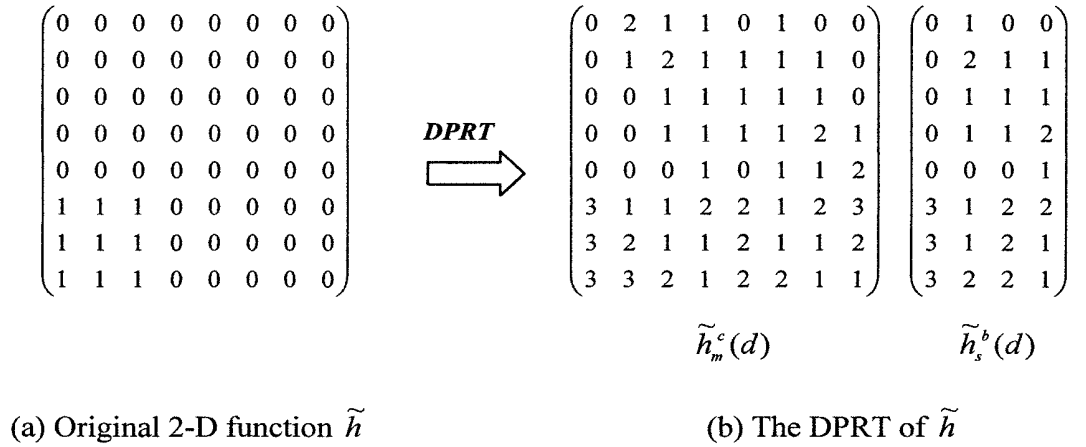 0 0 0 0 0 0 0 0
0 0 0 0 0 0 0 0
0 0 0 0 0 0 0 0
0 0 0 0 0 0 0 0
0 0 0 0 0 0 0 0
1 1 1 0 0 0 0 0
1 1 1 0 0 0 0 0
1 1 1 0 0 0 0 0
DPRT
0 2 1 1 0 1 0 0
0 1 2 1 1 1 1 0
0 0 1 1 1 1 1 0
0 0 1 1 1 1 2 1
0 0 0 1 0 1 1 2
3 1 1 2 2 1 2 3
3 2 1 1 2 1 1 2
3 3 2 1 2 2 1 1
0 1 0 0
0 2 1 1
0 1 1 1
0 1 1 2
0 0 0 1
3 1 2 2
3 1 2 1
3 2 2 1
h̃ᶜₘ(d)
h̃ᵇₛ(d)
(a) Original 2-D function h̃
(b) The DPRT of h̃